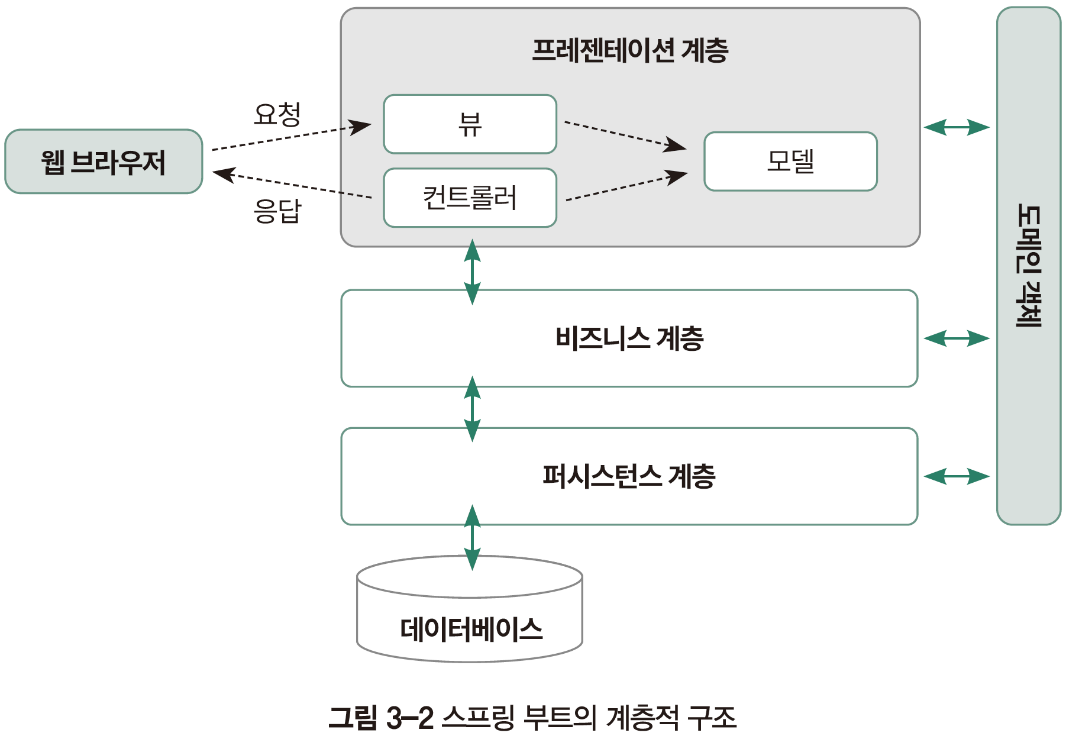 프레젠테이션 계층
요청
뷰
웹 브라우저
모델
컨트롤러
응답
도메인 객체
비즈니스 계층
퍼시스턴스 계층
데이터베이스
그림 3-2 스프링 부트의 계층적 구조